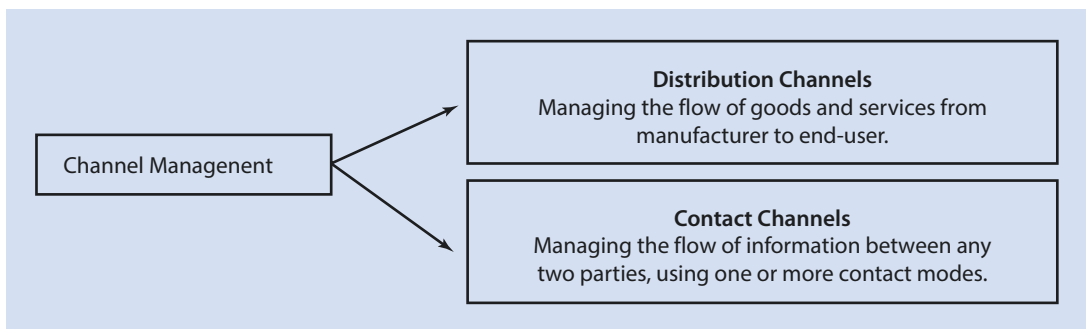 Channel Managenent
Distribution Channels
Managing the flow of goods and services from
manufacturer to end-user.
Contact Channels
Managing the flow of information between any
two parties, using one or more contact modes.